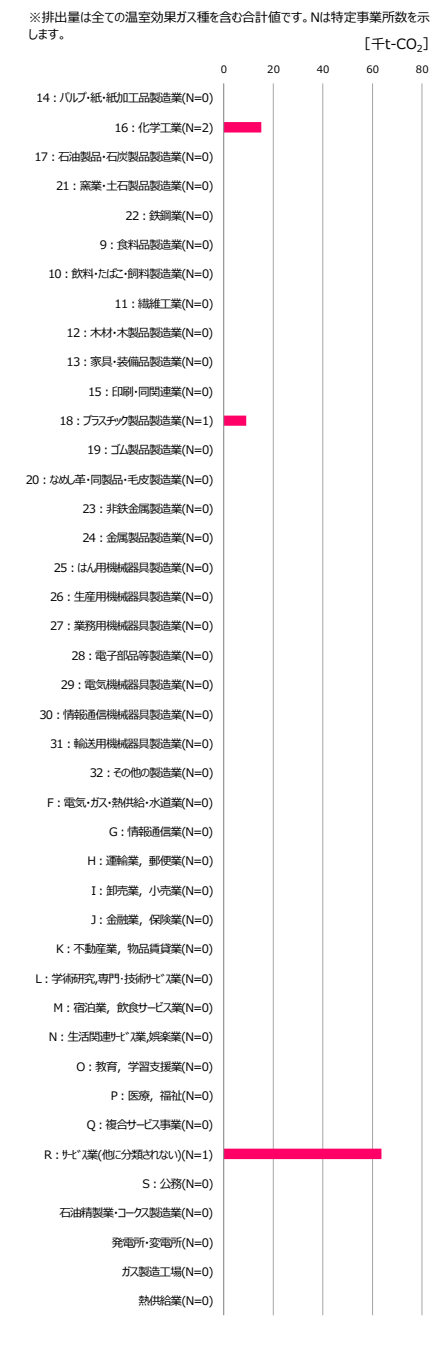 ※排出量は全ての温室効果ガス種を含む合計値です。Nは特定事業所数を示
します。
[千t-CO₂]
0 20 40 60 80
14：パルプ・紙・紙加工品製造業(N=0)
16：化学工業(N=2)
17：石油製品・石炭製品製造業(N=0)
21：窯業・土石製品製造業(N=0)
22：鉄鋼業(N=0)
9：食料品製造業(N=0)
10：飲料・たばこ・飼料製造業(N=0)
11：繊維工業(N=0)
12：木材・木製品製造業(N=0)
13：家具・装備品製造業(N=0)
15：印刷・同関連業(N=0)
18：プラスチック製品製造業(N=1)
19：ゴム製品製造業(N=0)
20：なめし革・同製品・毛皮製造業(N=0)
23：非鉄金属製造業(N=0)
24：金属製品製造業(N=0)
25：はん用機械器具製造業(N=0)
26：生産用機械器具製造業(N=0)
27：業務用機械器具製造業(N=0)
28：電子部品等製造業(N=0)
29：電気機械器具製造業(N=0)
30：情報通信機械器具製造業(N=0)
31：輸送用機械器具製造業(N=0)
32：その他の製造業(N=0)
F：電気・ガス・熱供給・水道業(N=0)
G：情報通信業(N=0)
H：運輸業，郵便業(N=0)
I：卸売業，小売業(N=0)
J：金融業，保険業(N=0)
K：不動産業，物品賃貸業(N=0)
L：学術研究,専門・技術ｻｰﾋﾞｽ業(N=0)
M：宿泊業，飲食サービス業(N=0)
N：生活関連ｻｰﾋﾞｽ業,娯楽業(N=0)
O：教育，学習支援業(N=0)
P：医療，福祉(N=0)
Q：複合サービス事業(N=0)
R：ｻｰﾋﾞｽ業(他に分類されない)(N=1)
S：公務(N=0)
石油精製業・コークス製造業(N=0)
発電所・変電所(N=0)
ガス製造工場(N=0)
熱供給業(N=0)